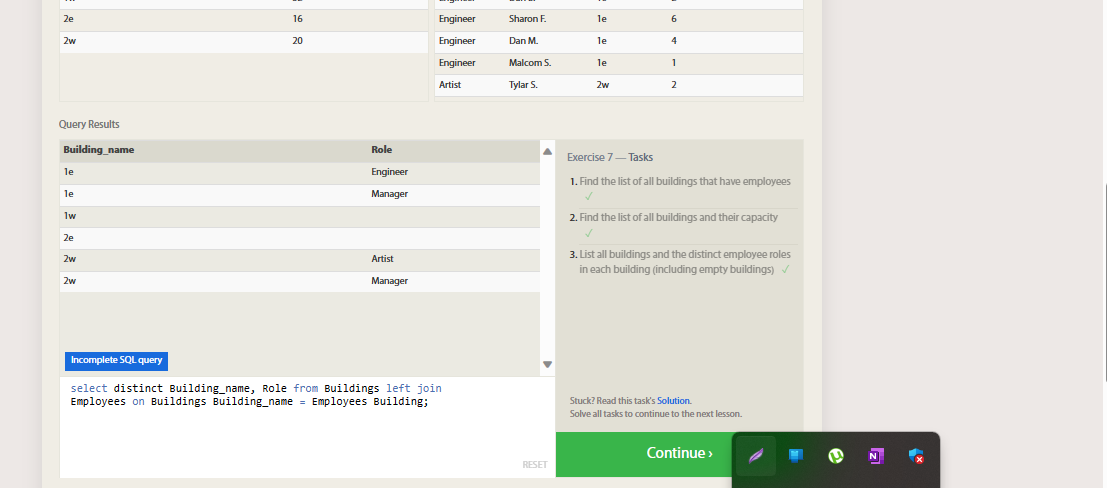 2e 16
2w 20
Engineer Sharon F. 1e 6
Engineer Dan M. 1e 4
Engineer Malcom S. 1e 1
Artist Tylar S. 2w 2
Query Results
Building_name Role
1e Engineer
1e Manager
1w
2e
2w Artist
2w Manager
Incomplete SQL query
select distinct Building_name, Role from Buildings left join
Employees on Buildings Building_name = Employees Building;
RESET
Exercise 7 — Tasks
1. Find the list of all buildings that have employees
✓
2. Find the list of all buildings and their capacity
✓
3. List all buildings and the distinct employee roles
in each building (including empty buildings) ✓
Stuck? Read this task's Solution.
Solve all tasks to continue to the next lesson.
Continue ›
N